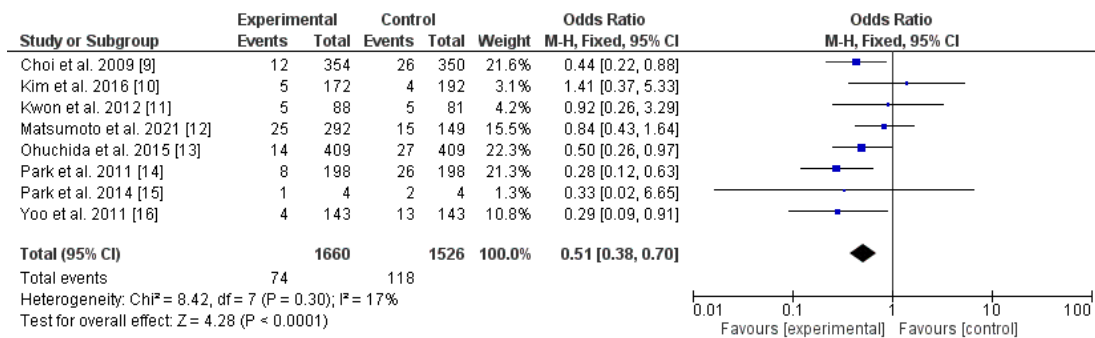 Experimental Control Odds Ratio Odds Ratio
Study or Subgroup Events Total Events Total Weight M-H, Fixed, 95% CI M-H, Fixed, 95% CI
Choi et al. 2009 [9] 12 354 26 350 21.6% 0.44 [0.22, 0.88]
Kim et al. 2016 [10] 5 172 4 192 3.1% 1.41 [0.37, 5.33]
Kwon et al. 2012 [11] 5 88 5 81 4.2% 0.92 [0.26, 3.29]
Matsumoto et al. 2021 [12] 25 292 15 149 15.5% 0.84 [0.43, 1.64]
Ohuchida et al. 2015 [13] 14 409 27 409 22.3% 0.50 [0.26, 0.97]
Park et al. 2011 [14] 8 198 26 198 21.3% 0.28 [0.12, 0.63]
Park et al. 2014 [15] 1 4 2 4 1.3% 0.33 [0.02, 6.65]
Yoo et al. 2011 [16] 4 143 13 143 10.8% 0.29 [0.09, 0.91]
Total (95% CI) 1660 1526 100.0% 0.51 [0.38, 0.70]
Total events 74 118
Heterogeneity: Chi² = 8.42, df = 7 (P = 0.30); I² = 17%
Test for overall effect: Z = 4.28 (P < 0.0001)
0.01 0.1 1 10 100
Favours [experimental] Favours [control]